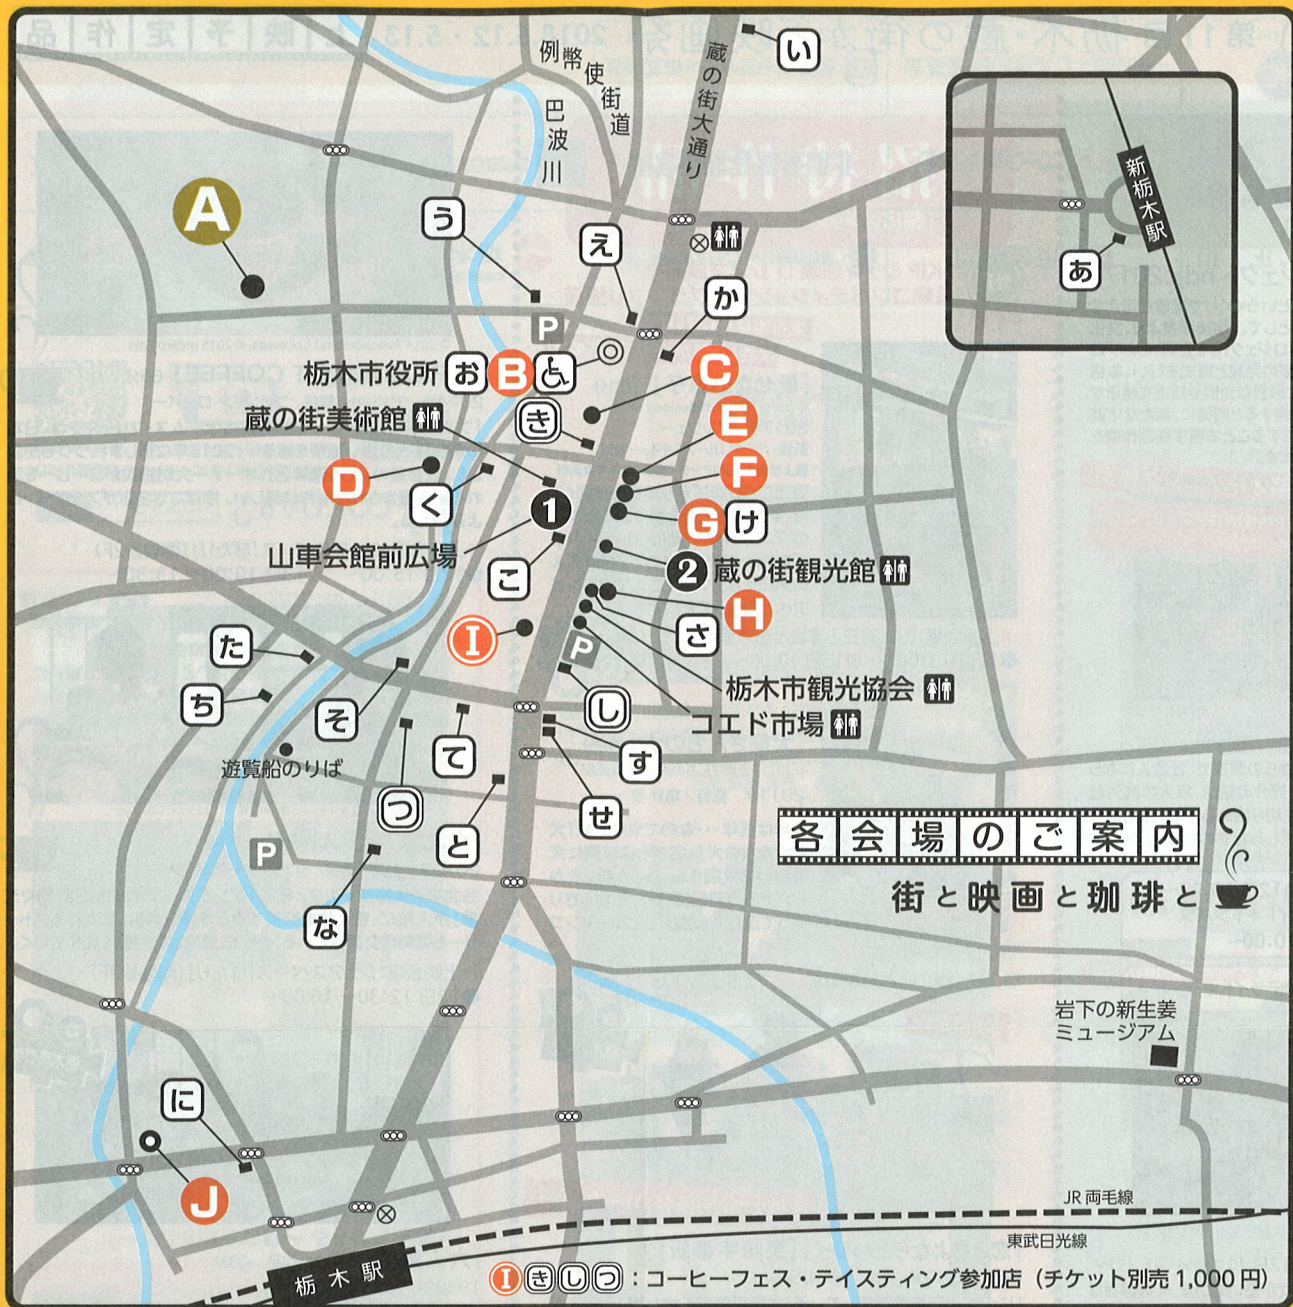 例幣使街道
巴波川
蔵の街大通り
い
A
う
え
か
新栃木駅
あ
P
栃木市役所 お B
C
き
蔵の街美術館
E
D
F
く
1
G け
山車会館前広場
こ
2 蔵の街観光館
H
I
さ
P
た
ち
そ
し
栃木市観光協会
コエド市場
て
す
遊覧船のりば
つ
せ
と
P
な
各会場のご案内
街と映画と珈琲と
岩下の新生姜
ミュージアム
に
J
JR両毛線
東武日光線
栃木駅
I き し つ：コーヒーフェス・テイスティング参加店（チケット別売1,000円）